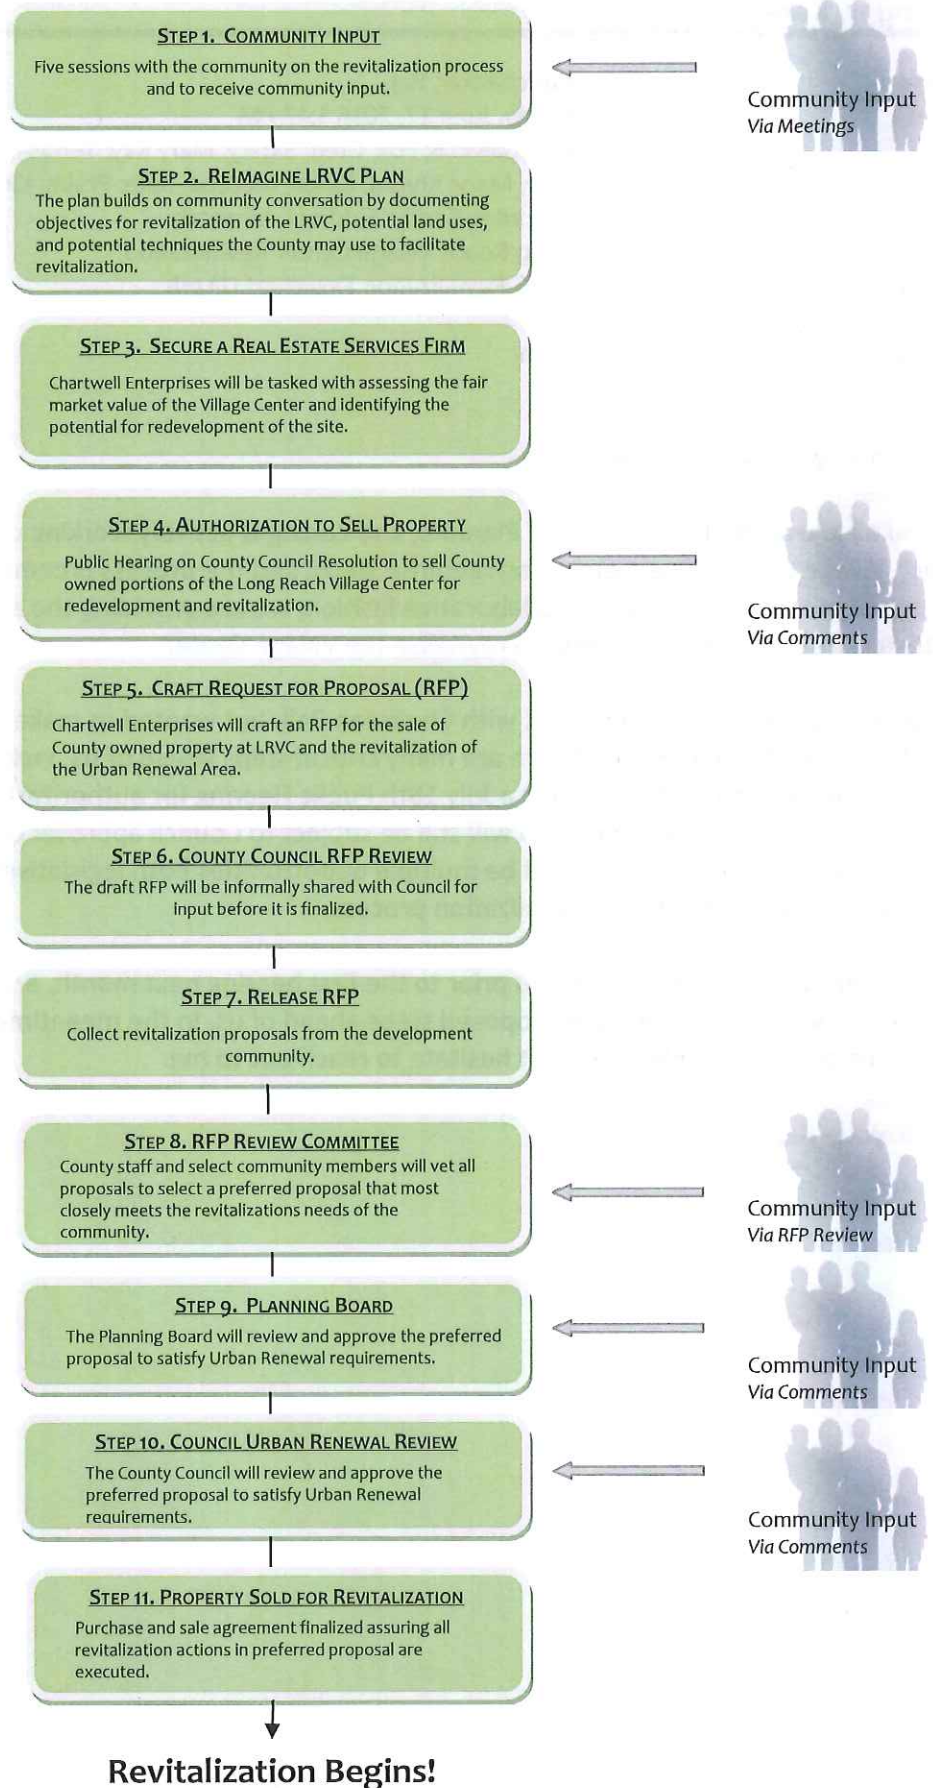 STEP 1. COMMUNITY INPUT
Five sessions with the community on the revitalization process
and to receive community input.
Community Input
Via Meetings
STEP 2. REIMAGINE LRVC PLAN
The plan builds on community conversation by documenting
objectives for revitalization of the LRVC, potential land uses,
and potential techniques the County may use to facilitate
revitalization.
STEP 3. SECURE A REAL ESTATE SERVICES FIRM
Chartwell Enterprises will be tasked with assessing the fair
market value of the Village Center and identifying the
potential for redevelopment of the site.
STEP 4. AUTHORIZATION TO SELL PROPERTY
Public Hearing on County Council Resolution to sell County
owned portions of the Long Reach Village Center for
redevelopment and revitalization.
Community Input
Via Comments
STEP 5. CRAFT REQUEST FOR PROPOSAL (RFP)
Chartwell Enterprises will craft an RFP for the sale of
County owned property at LRVC and the revitalization of
the Urban Renewal Area.
STEP 6. COUNTY COUNCIL RFP REVIEW
The draft RFP will be informally shared with Council for
input before it is finalized.
STEP 7. RELEASE RFP
Collect revitalization proposals from the development
community.
STEP 8. RFP REVIEW COMMITTEE
County staff and select community members will vet all
proposals to select a preferred proposal that most
closely meets the revitalizations needs of the
community.
Community Input
Via RFP Review
STEP 9. PLANNING BOARD
The Planning Board will review and approve the preferred
proposal to satisfy Urban Renewal requirements.
Community Input
Via Comments
STEP 10. COUNCIL URBAN RENEWAL REVIEW
The County Council will review and approve the
preferred proposal to satisfy Urban Renewal
requirements.
Community Input
Via Comments
STEP 11. PROPERTY SOLD FOR REVITALIZATION
Purchase and sale agreement finalized assuring all
revitalization actions in preferred proposal are
executed.
Revitalization Begins!